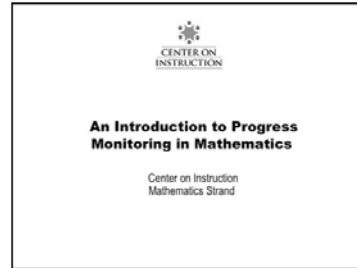 CENTER ON
INSTRUCTION
An Introduction to Progress
Monitoring in Mathematics
Center on Instruction
Mathematics Strand